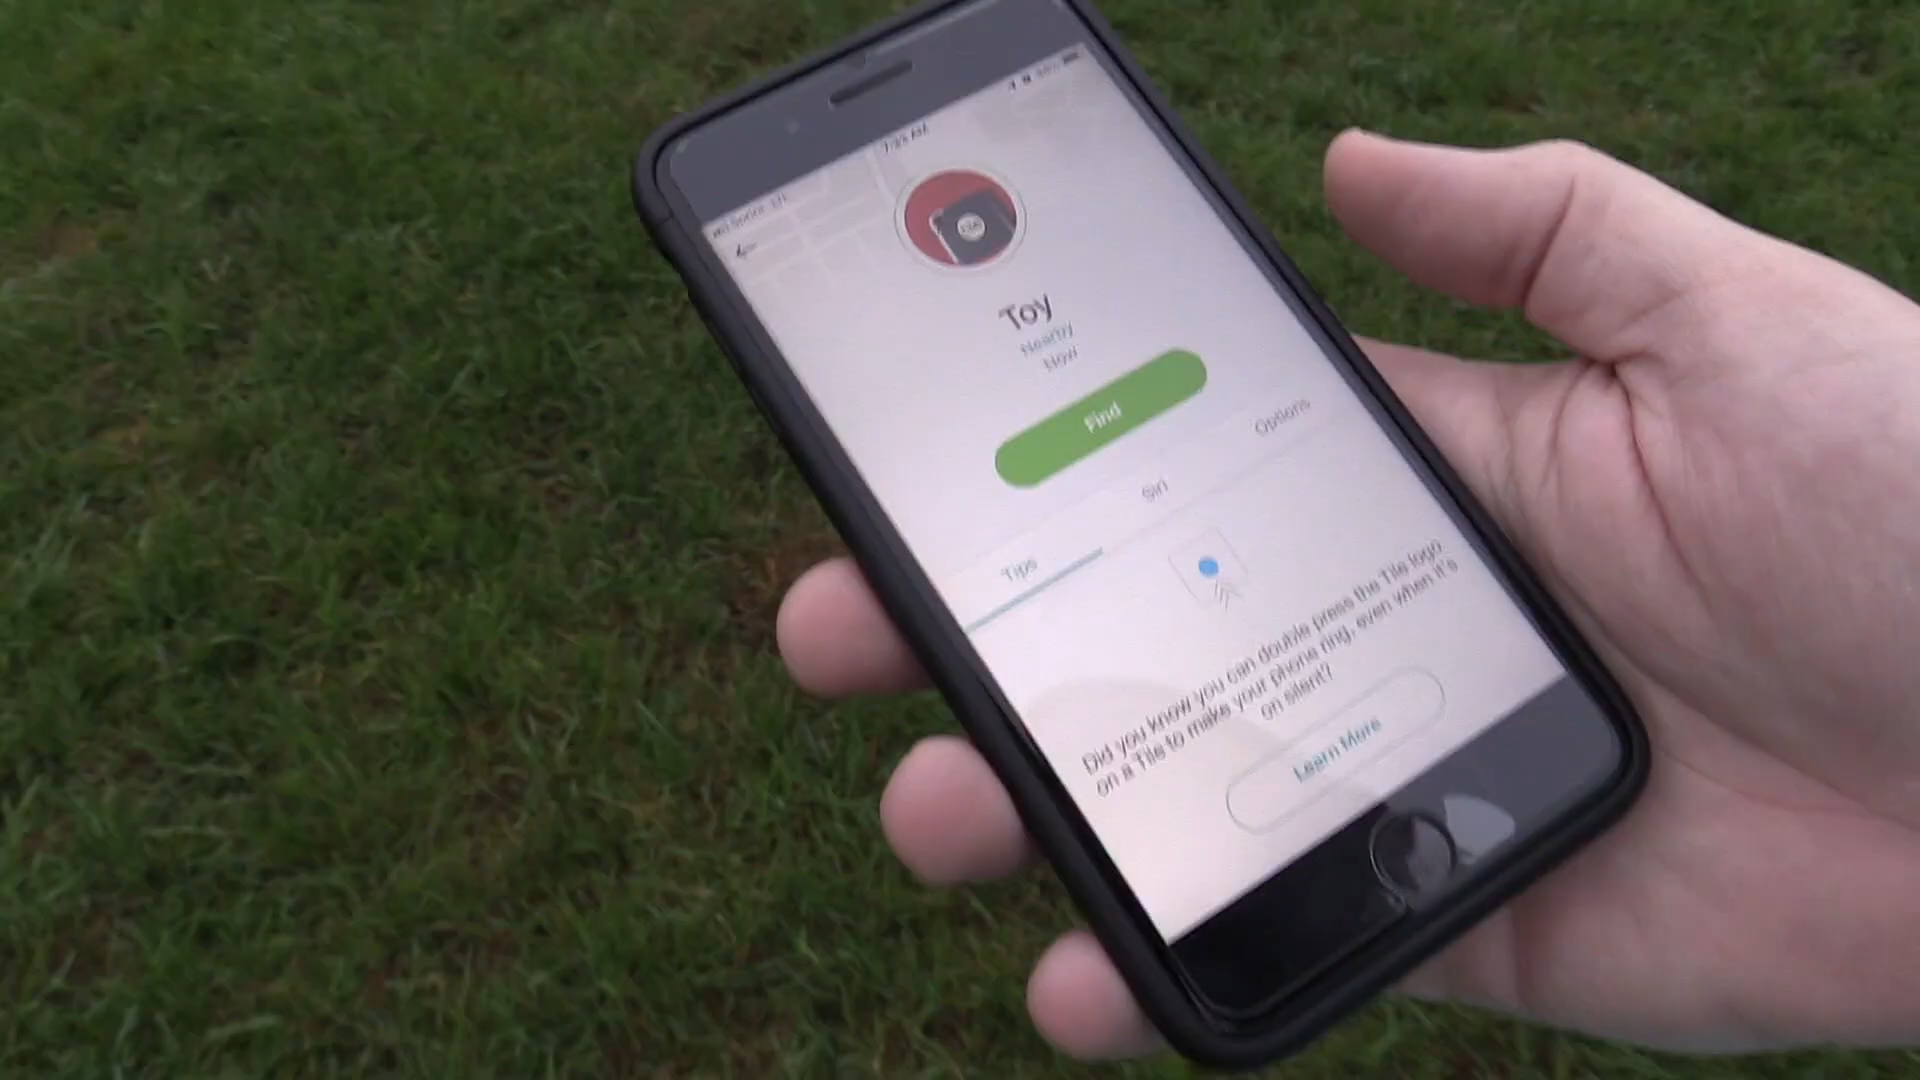 Toy
Nearby
Now
Find
Tips
Siri
Options
Did you know you can double press the Tile logo
on a Tile to make your phone ring, even when it's
on silent?
Learn More